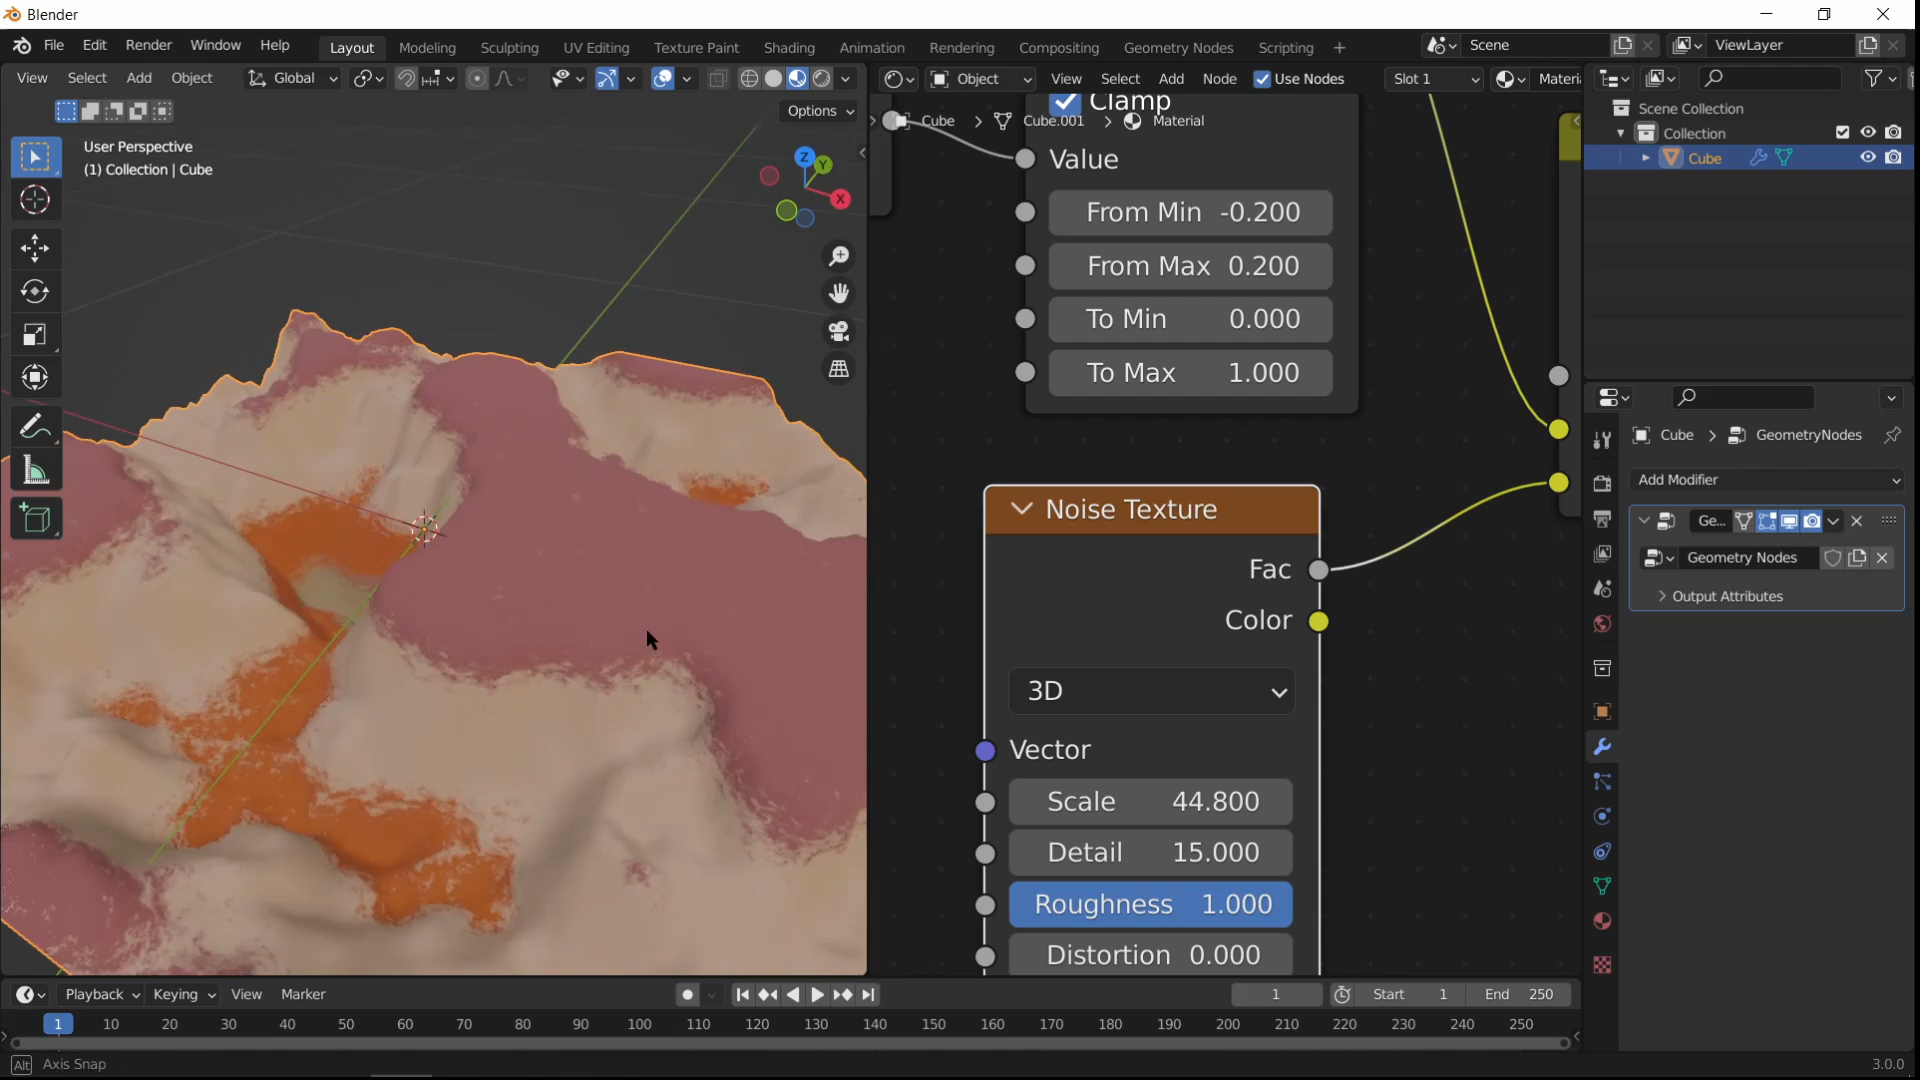 Blender
File Edit Render Window Help Layout Modeling Sculpting UV Editing Texture Paint Shading Animation Rendering Compositing Geometry Nodes Scripting + Scene ViewLayer
View Select Add Object Global Object View Select Add Node Use Nodes Slot 1 Materi
Options
Scene Collection
Collection
Cube
User Perspective
(1) Collection | Cube
Z
Y
X
Clamp
Cube > Cube.001 > Material
Value
From Min -0.200
From Max 0.200
To Min 0.000
To Max 1.000
Noise Texture
Fac
Color
3D
Vector
Scale 44.800
Detail 15.000
Roughness 1.000
Distortion 0.000
Cube > GeometryNodes
Add Modifier
Ge...
Geometry Nodes
Output Attributes
Playback Keying View Marker 1 Start 1 End 250
1 10 20 30 40 50 60 70 80 90 100 110 120 130 140 150 160 170 180 190 200 210 220 230 240 250
Alt Axis Snap 3.0.0